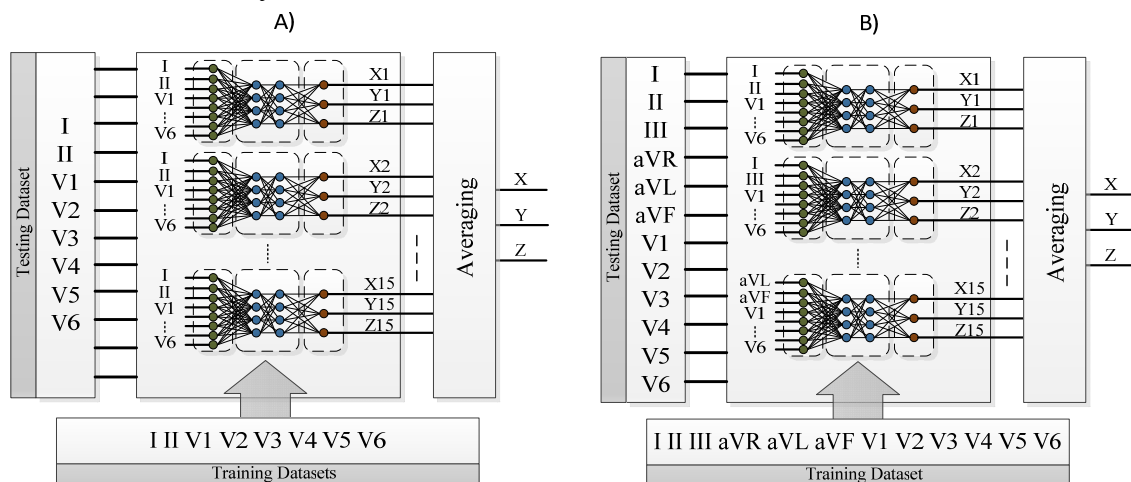 A)
Testing Dataset
I
II
V1
V2
V3
V4
V5
V6
I
II
V1
V6
X1
Y1
Z1
I
II
V1
V6
X2
Y2
Z2
I
II
V1
V6
X15
Y15
Z15
Averaging
X
Y
Z
I II V1 V2 V3 V4 V5 V6
Training Datasets
B)
Testing Dataset
I
II
III
aVR
aVL
aVF
V1
V2
V3
V4
V5
V6
I
II
V1
V6
X1
Y1
Z1
I
III
V1
V6
X2
Y2
Z2
aVL
aVF
V1
V6
X15
Y15
Z15
Averaging
X
Y
Z
I II III aVR aVL aVF V1 V2 V3 V4 V5 V6
Training Dataset